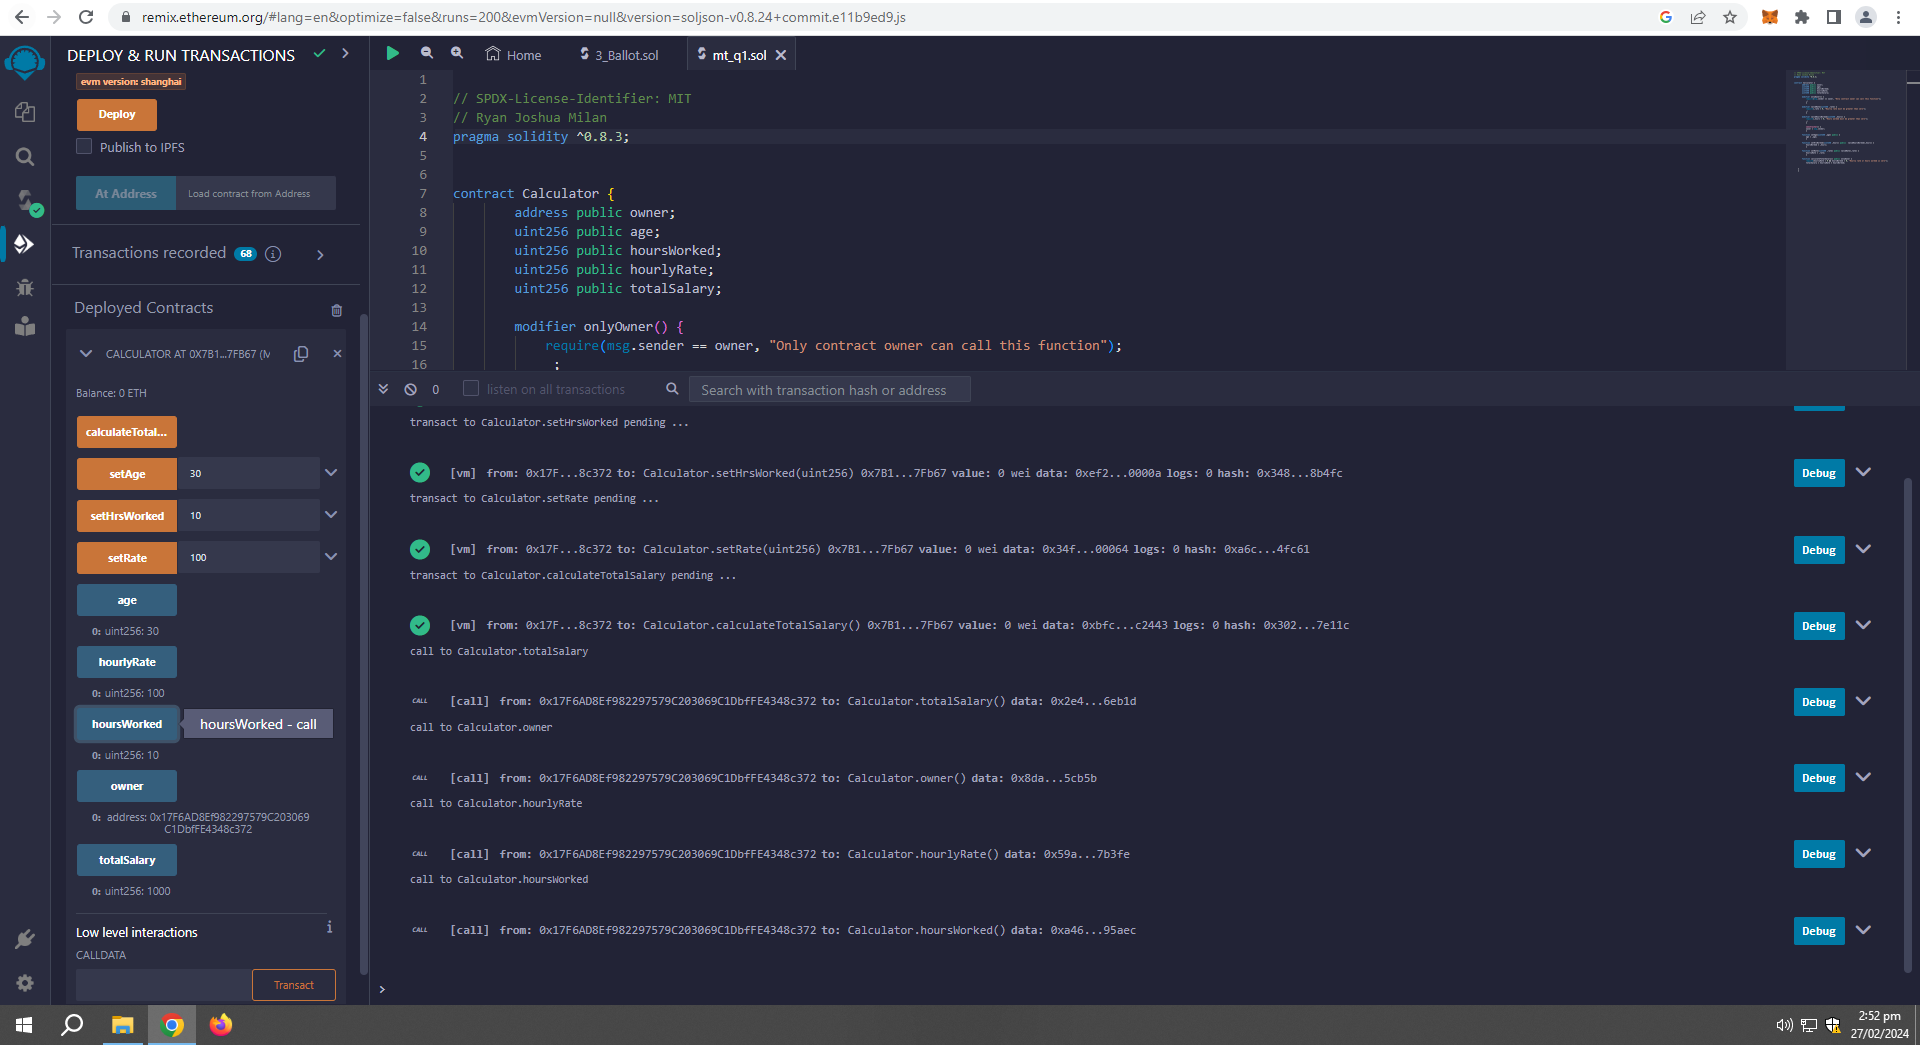 remix.ethereum.org/#lang=en&optimize=false&runs=200&evmVersion=null&version=soljson-v0.8.24+commit.e11b9ed9.js
DEPLOY & RUN TRANSACTIONS
evm version: shanghai
Deploy
Publish to IPFS
At Address
Load contract from Address
Transactions recorded 68
Deployed Contracts
CALCULATOR AT 0X7B1...7FB67 (M
Balance: 0 ETH
calculateTotal...
setAge 30
setHrsWorked 10
setRate 100
age
0: uint256: 30
hourlyRate
0: uint256: 100
hoursWorked
hoursWorked - call
0: uint256: 10
owner
0: address: 0x17F6AD8Ef982297579C203069
C1DbfFE4348c372
totalSalary
0: uint256: 1000
Low level interactions
CALLDATA
Transact
Home
3_Ballot.sol
mt_q1.sol
1
2 // SPDX-License-Identifier: MIT
3 // Ryan Joshua Milan
4 pragma solidity ^0.8.3;
5
6
7 contract Calculator {
8 address public owner;
9 uint256 public age;
10 uint256 public hoursWorked;
11 uint256 public hourlyRate;
12 uint256 public totalSalary;
13
14 modifier onlyOwner() {
15 require(msg.sender == owner, "Only contract owner can call this function");
16 ;
0
listen on all transactions
Search with transaction hash or address
transact to Calculator.setHrsWorked pending ...
[vm] from: 0x17F...8c372 to: Calculator.setHrsWorked(uint256) 0x7B1...7Fb67 value: 0 wei data: 0xef2...0000a logs: 0 hash: 0x348...8b4fc
Debug
transact to Calculator.setRate pending ...
[vm] from: 0x17F...8c372 to: Calculator.setRate(uint256) 0x7B1...7Fb67 value: 0 wei data: 0x34f...00064 logs: 0 hash: 0xa6c...4fc61
Debug
transact to Calculator.calculateTotalSalary pending ...
[vm] from: 0x17F...8c372 to: Calculator.calculateTotalSalary() 0x7B1...7Fb67 value: 0 wei data: 0xbfc...c2443 logs: 0 hash: 0x302...7e11c
Debug
call to Calculator.totalSalary
CALL [call] from: 0x17F6AD8Ef982297579C203069C1DbfFE4348c372 to: Calculator.totalSalary() data: 0x2e4...6eb1d
Debug
call to Calculator.owner
CALL [call] from: 0x17F6AD8Ef982297579C203069C1DbfFE4348c372 to: Calculator.owner() data: 0x8da...5cb5b
Debug
call to Calculator.hourlyRate
CALL [call] from: 0x17F6AD8Ef982297579C203069C1DbfFE4348c372 to: Calculator.hourlyRate() data: 0x59a...7b3fe
Debug
call to Calculator.hoursWorked
CALL [call] from: 0x17F6AD8Ef982297579C203069C1DbfFE4348c372 to: Calculator.hoursWorked() data: 0xa46...95aec
Debug
>
2:52 pm
27/02/2024